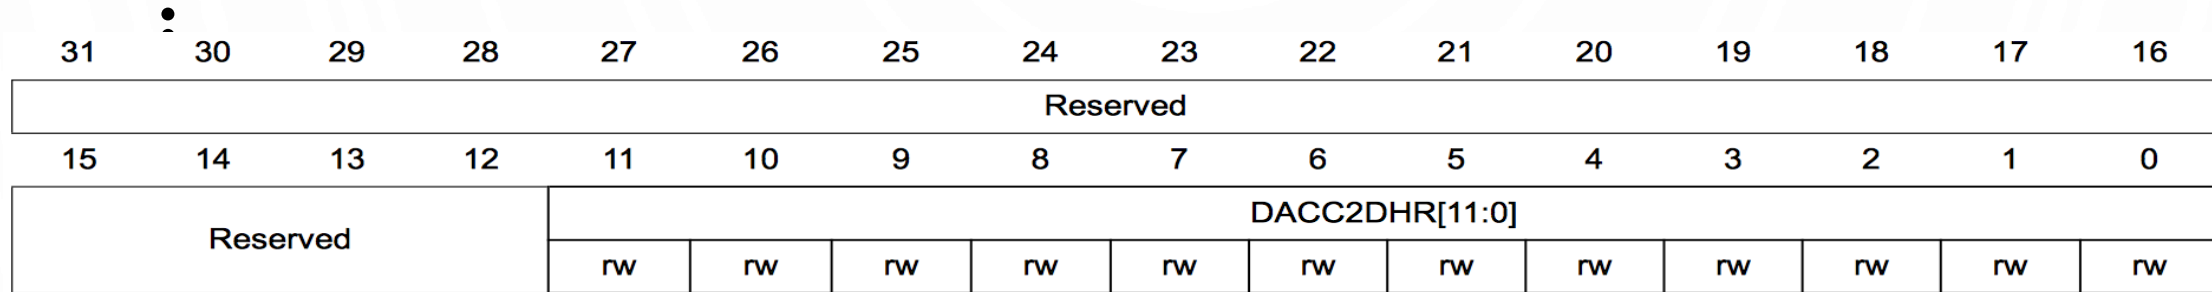 31 30 29 28 27 26 25 24 23 22 21 20 19 18 17 16
Reserved
15 14 13 12 11 10 9 8 7 6 5 4 3 2 1 0
DACC2DHR[11:0]
Reserved
rw rw rw rw rw rw rw rw rw rw rw rw